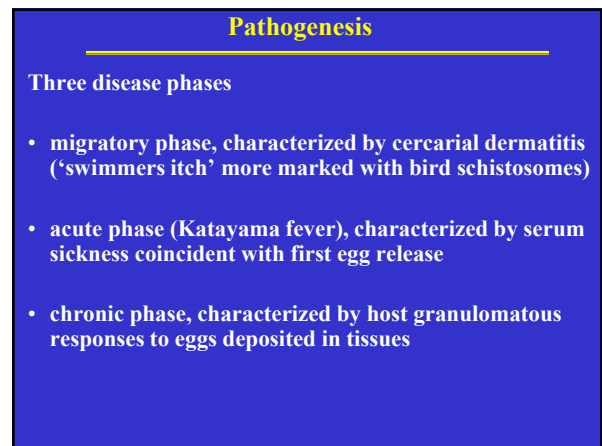 Pathogenesis
Three disease phases
• migratory phase, characterized by cercarial dermatitis
('swimmers itch' more marked with bird schistosomes)
• acute phase (Katayama fever), characterized by serum
sickness coincident with first egg release
• chronic phase, characterized by host granulomatous
responses to eggs deposited in tissues